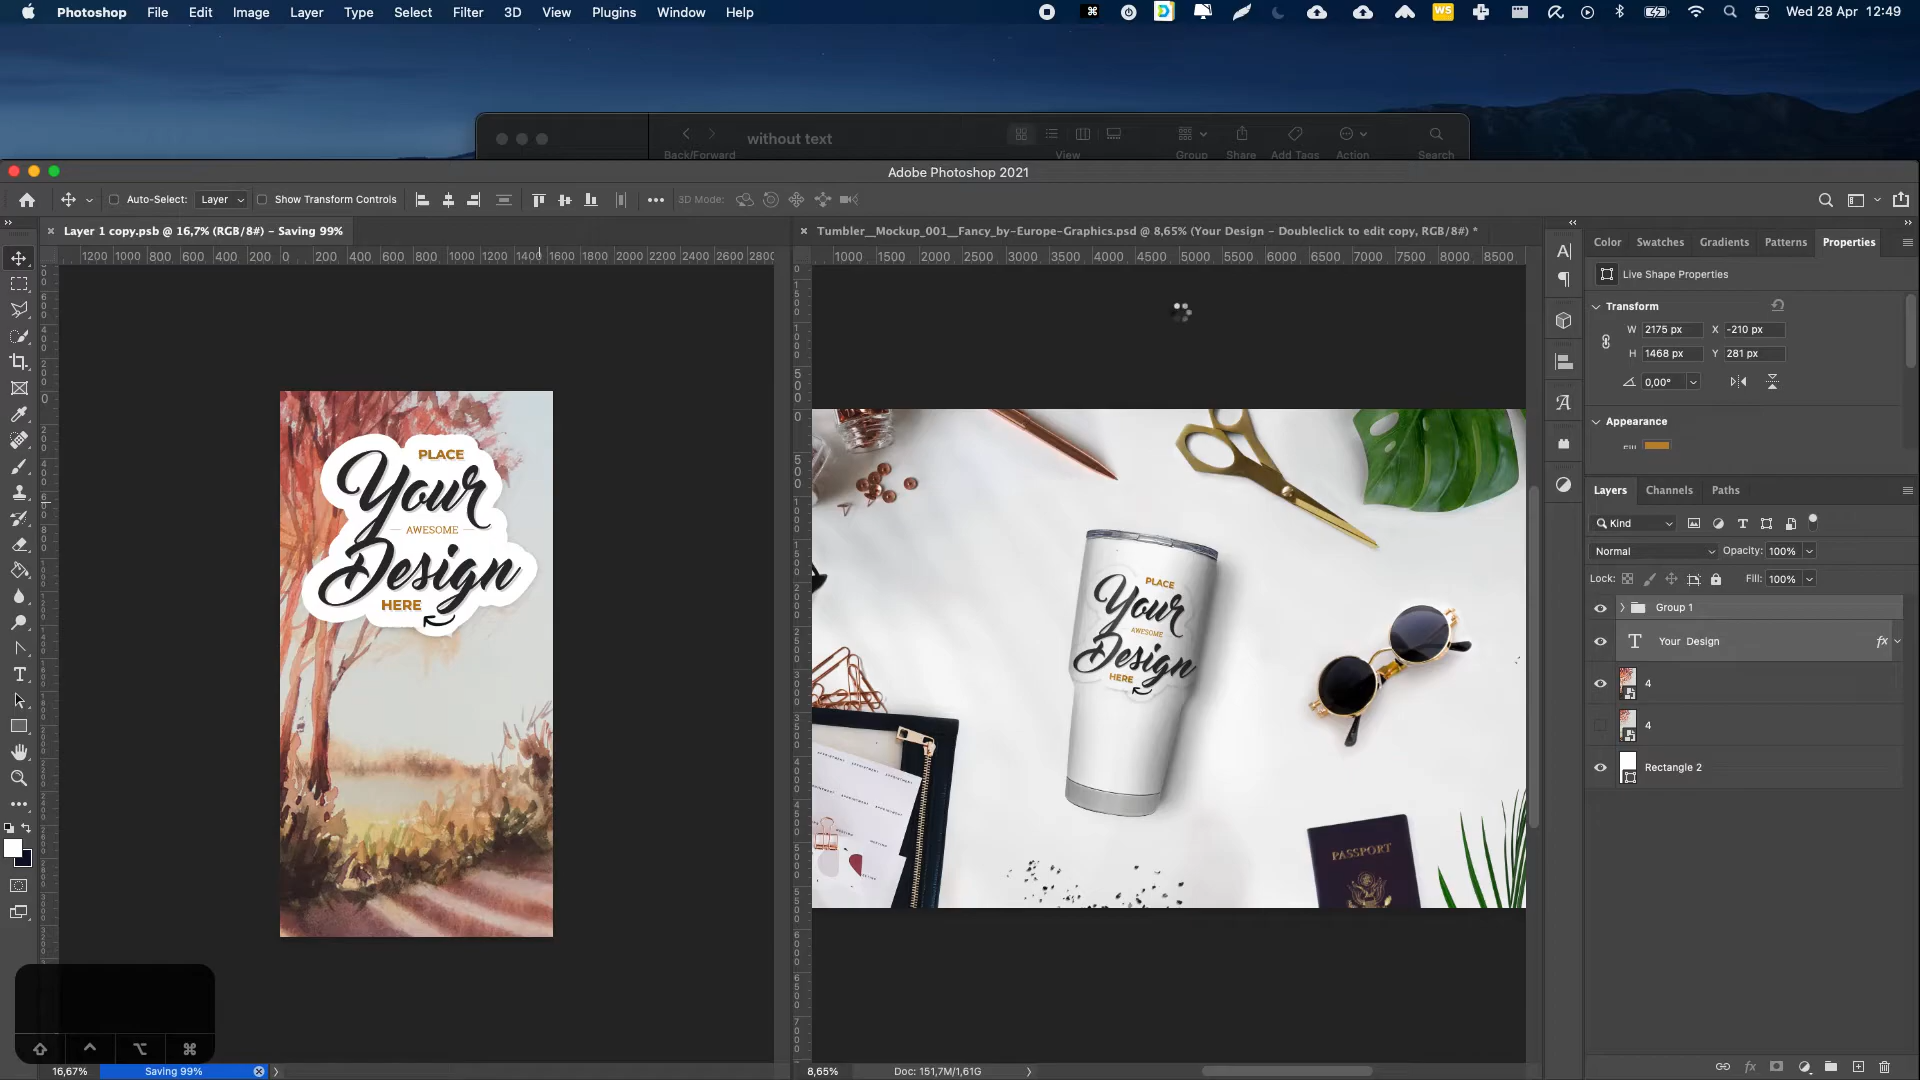 Photoshop File Edit Image Layer Type Select Filter 3D View Plugins Window Help
WS Wed 28 Apr 12:49
without text
Back/Forward View Group Share Add Tags Action Search
Adobe Photoshop 2021
Auto-Select: Layer Show Transform Controls 3D Mode:
Layer 1 copy.psb @ 16,7% (RGB/8#) – Saving 99%
Tumbler__Mockup_001__Fancy_by-Europe-Graphics.psd @ 8,65% (Your Design – Doubleclick to edit copy, RGB/8#) *
1200 1000 800 600 400 200 0 200 400 600 800 1000 1200 1400 1600 1800 2000 2200 2400 2600 2800
1000 1500 2000 2500 3000 3500 4000 4500 5000 5500 6000 6500 7000 7500 8000 8500
Color Swatches Gradients Patterns Properties
Live Shape Properties
Transform
W 2175 px X -210 px
H 1468 px Y 281 px
0,00°
Appearance
Layers Channels Paths
Kind
Normal Opacity: 100%
Lock: Fill: 100%
Group 1
Your Design fx
4
4
Rectangle 2
PLACE
Your
AWESOME
Design
HERE
PLACE
Your
AWESOME
Design
HERE
PASSPORT
16,67% Saving 99%
8,65% Doc: 151,7M/1,61G